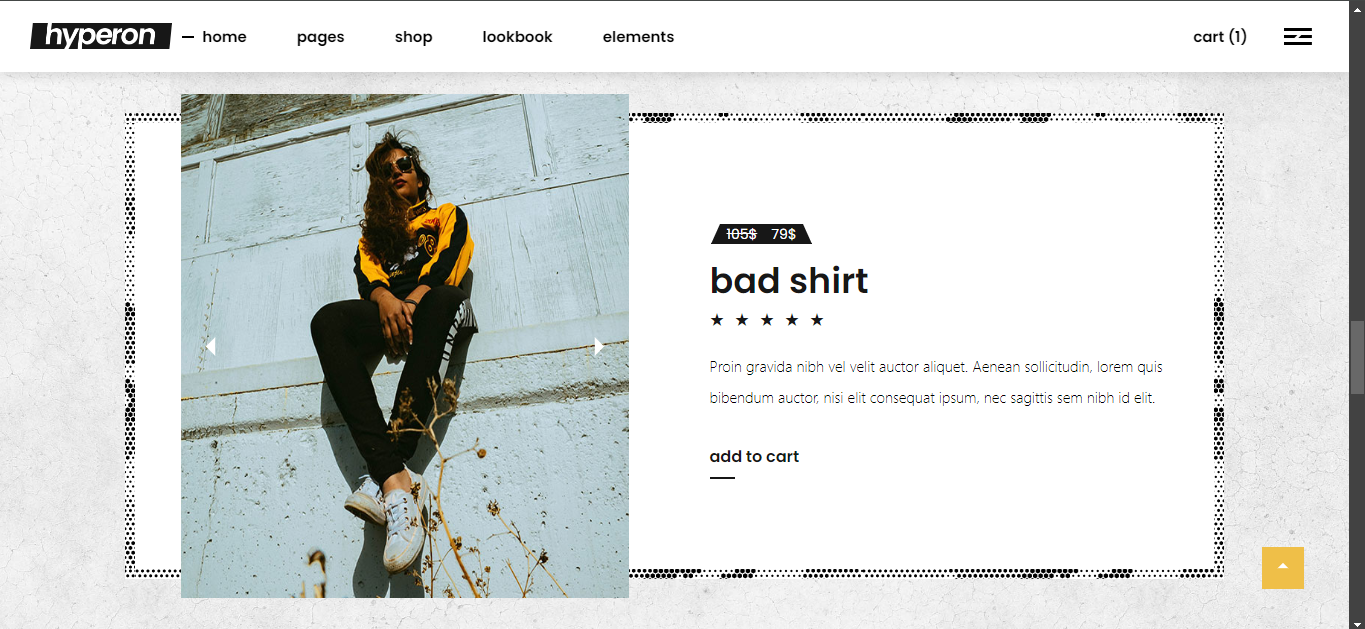 hyperon
home
pages
shop
lookbook
elements
cart (1)
105$ 79$
bad shirt
Proin gravida nibh vel velit auctor aliquet. Aenean sollicitudin, lorem quis
bibendum auctor, nisi elit consequat ipsum, nec sagittis sem nibh id elit.
add to cart